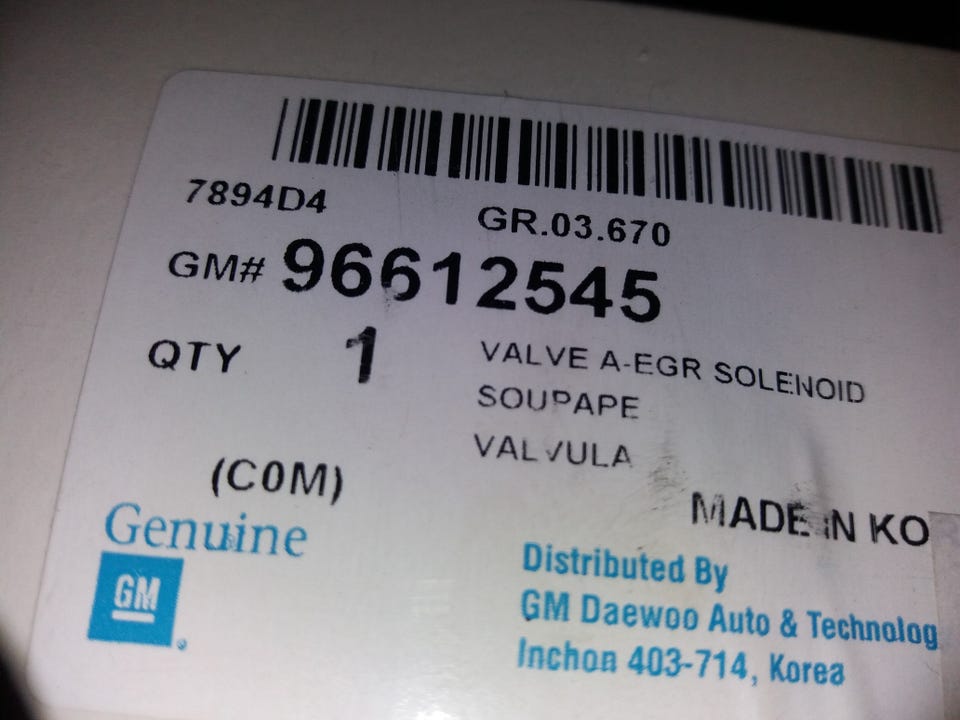 7894D4
GR.03.670
GM# 96612545
QTY 1
VALVE A-EGR SOLENOID
SOUPAPE
VALVULA
(C0M)
MADE IN KO
Genuine
GM
Distributed By
GM Daewoo Auto & Technolog
Inchon 403-714, Korea